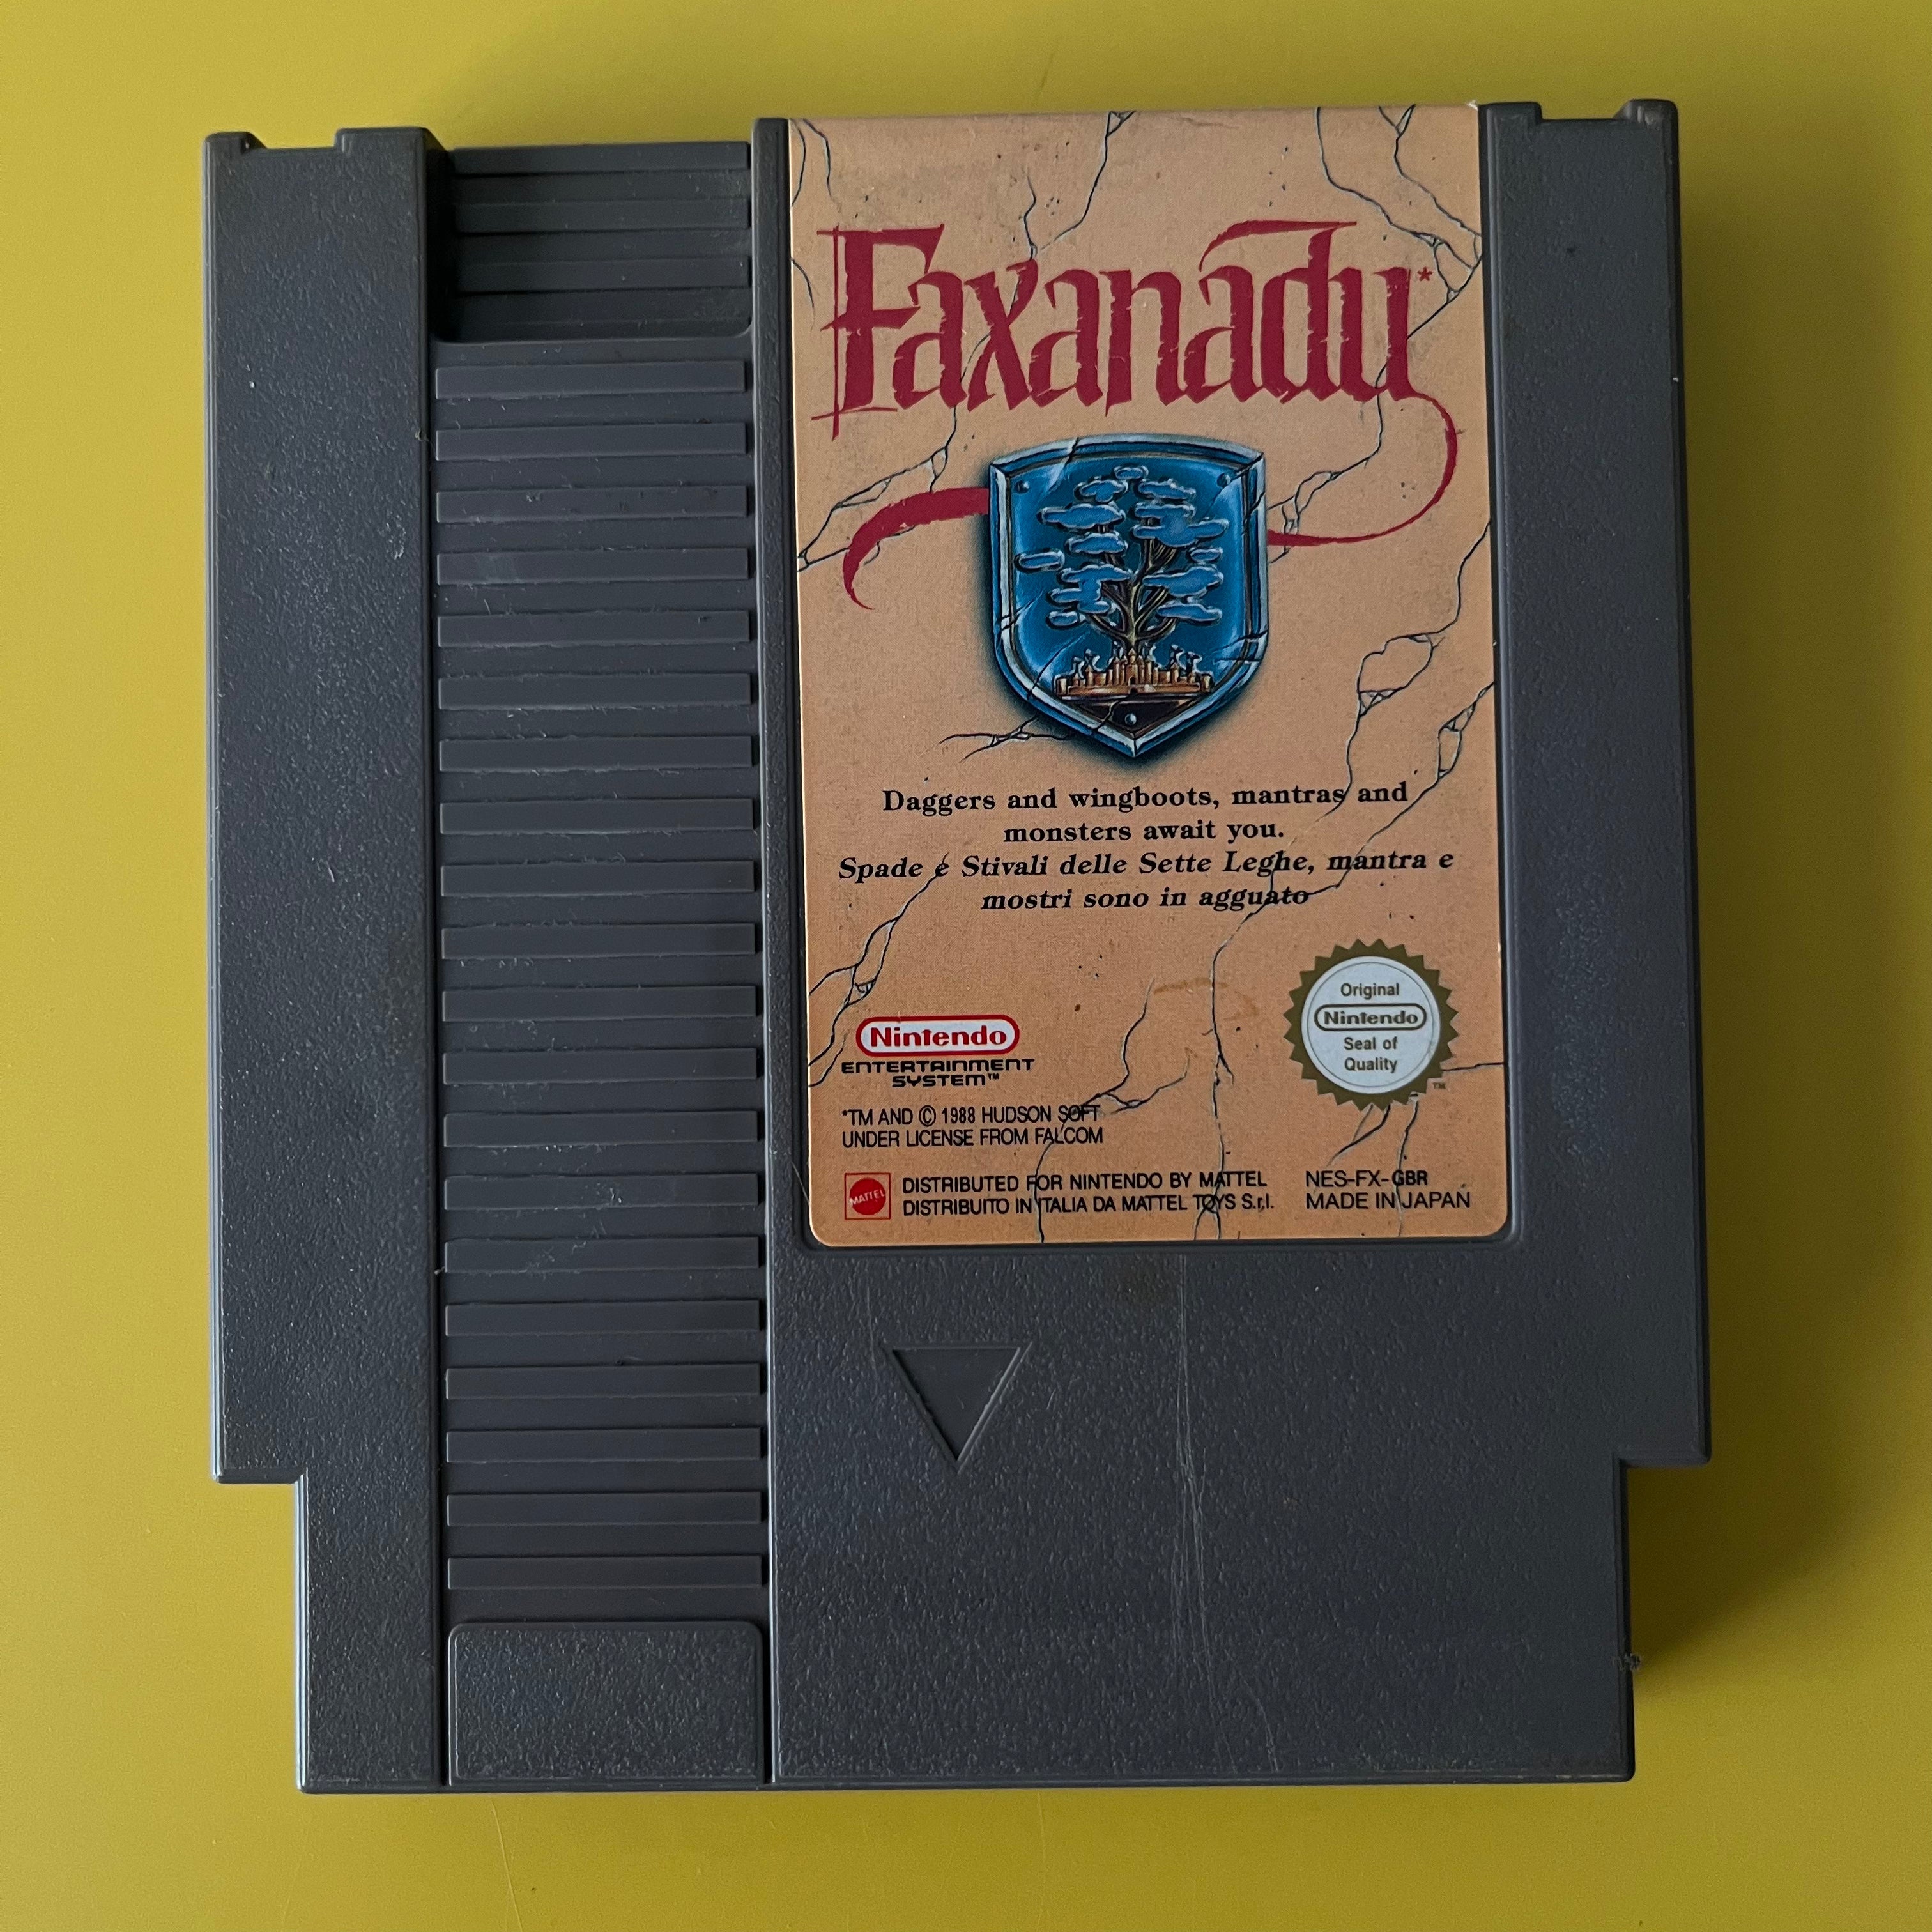 Faxanadu*
Daggers and wingboots, mantras and
monsters await you.
Spade e Stivali delle Sette Leghe, mantra e
mostri sono in agguato
Original
Nintendo
Seal of
Quality
TM
Nintendo
ENTERTAINMENT
SYSTEM™
*TM AND © 1988 HUDSON SOFT
UNDER LICENSE FROM FALCOM
MATTEL
DISTRIBUTED FOR NINTENDO BY MATTEL
DISTRIBUITO IN ITALIA DA MATTEL TOYS S.r.l.
NES-FX-GBR
MADE IN JAPAN